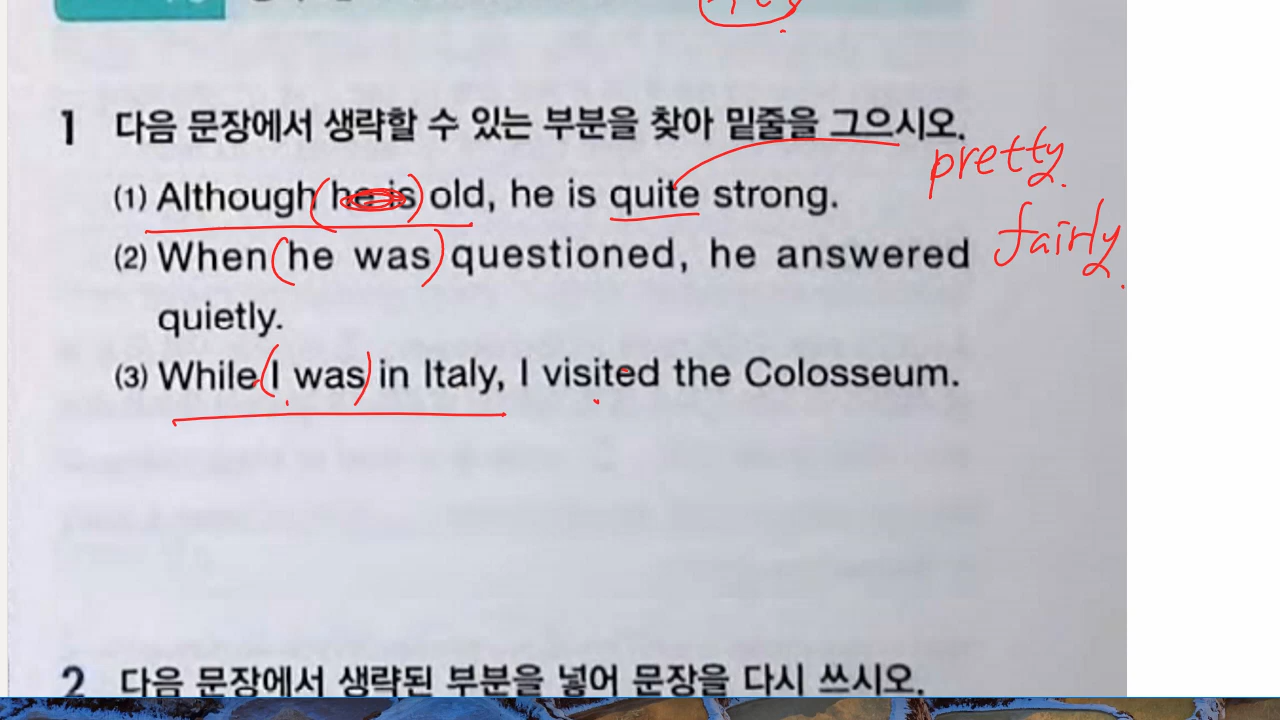 1 다음 문장에서 생략할 수 있는 부분을 찾아 밑줄을 그으시오.
pretty.
(1) Although (he is) old, he is quite strong.
fairly.
(2) When (he was) questioned, he answered
quietly.
(3) While (I was) in Italy, I visited the Colosseum.
2 다음 문장에서 생략된 부분을 넣어 문장을 다시 쓰시오.